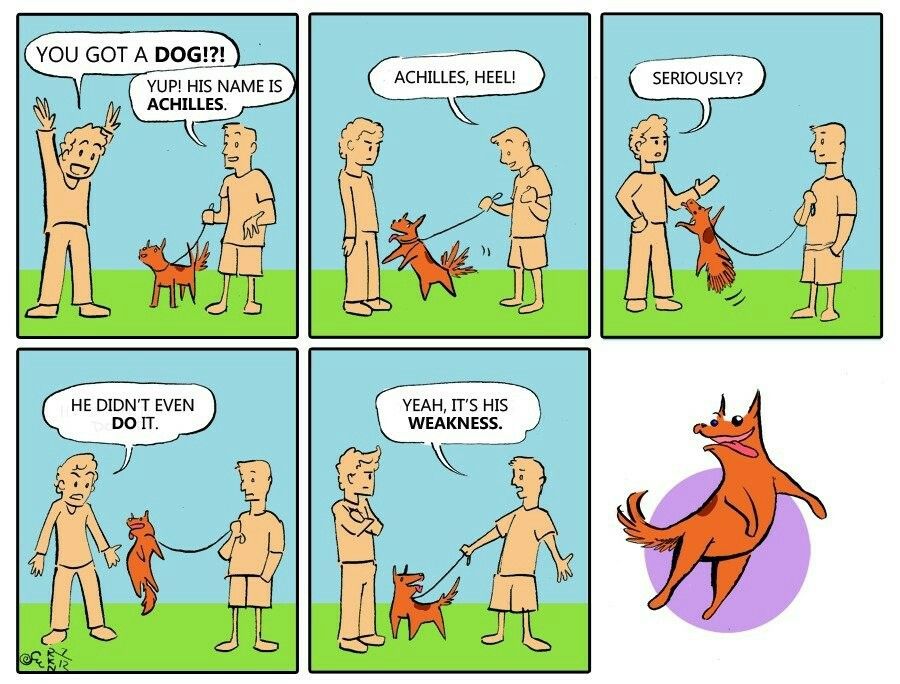 YOU GOT A DOG!?!
YUP! HIS NAME IS
ACHILLES.
ACHILLES, HEEL!
SERIOUSLY?
HE DIDN'T EVEN
DO IT.
YEAH, IT'S HIS
WEAKNESS.